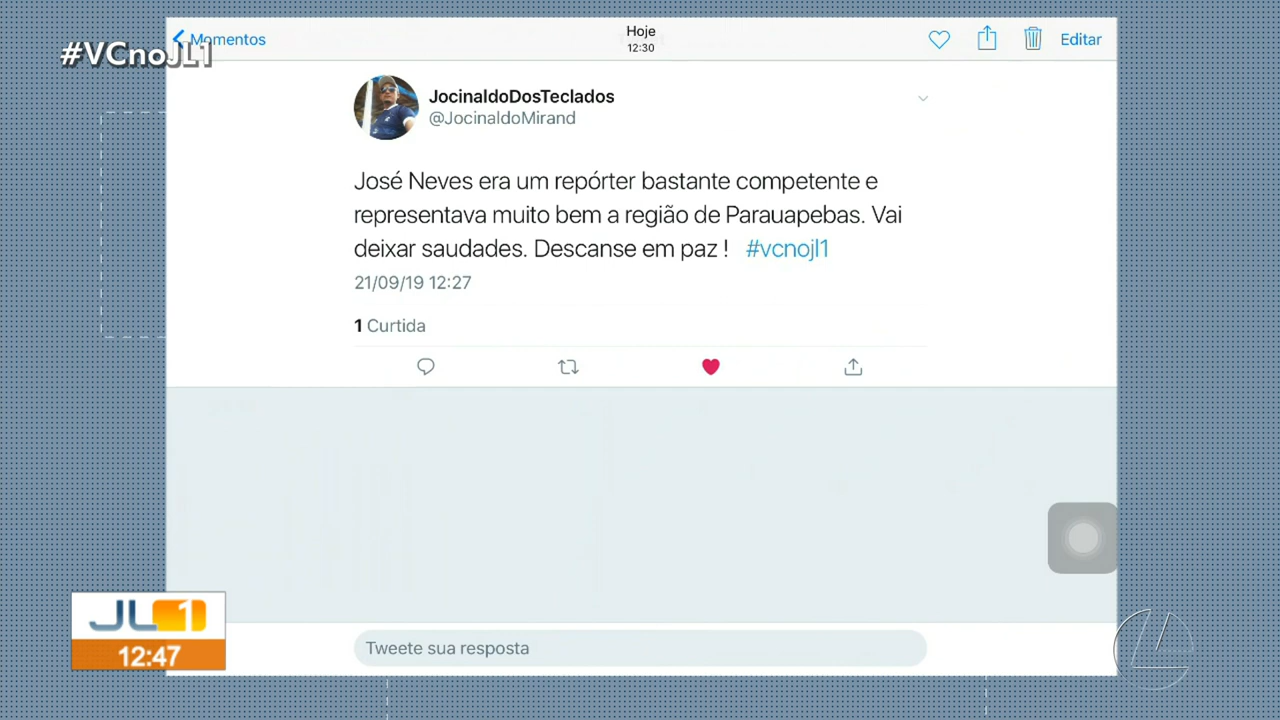 #VCnoJL1
Momentos
Hoje
12:30
Editar
JocinaldoDosTeclados
@JocinaldoMirand
José Neves era um repórter bastante competente e
representava muito bem a região de Parauapebas. Vai
deixar saudades. Descanse em paz ! #vcnojl1
21/09/19 12:27
1 Curtida
Tweete sua resposta
JL1
12:47